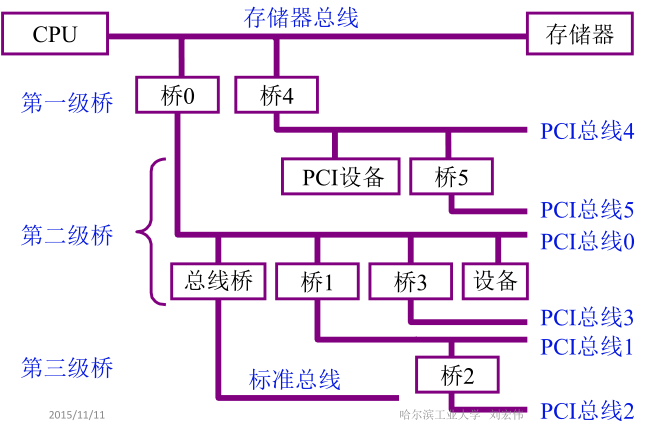 存储器总线
CPU
存储器
第一级桥
桥0
桥4
PCI总线4
PCI设备
桥5
PCI总线5
第二级桥
PCI总线0
总线桥
桥1
桥3
设备
PCI总线3
PCI总线1
第三级桥
标准总线
桥2
PCI总线2
2015/11/11
哈尔滨工业大学 刘宏伟